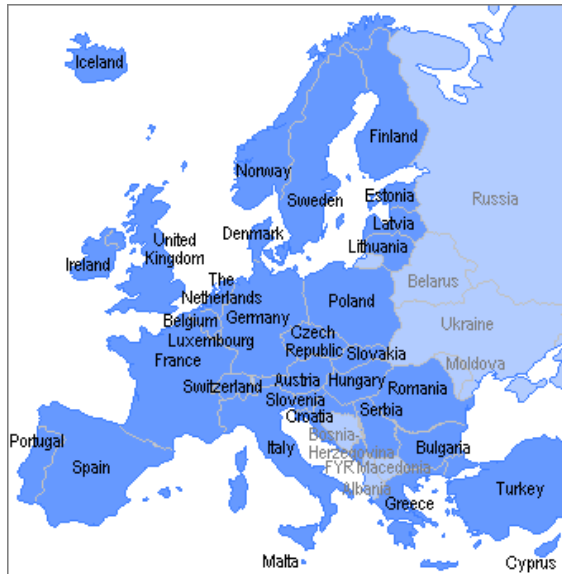 Iceland
Finland
Norway
Sweden
Russia
Estonia
Latvia
Denmark
Lithuania
United
Kingdom
Ireland
Belarus
The
Netherlands
Poland
Belgium
Germany
Ukraine
Czech
Republic
Luxembourg
Slovakia
France
Moldova
Switzerland
Austria
Hungary
Romania
Slovenia
Croatia
Serbia
Bosnia-
Herzegovina
Portugal
Italy
Bulgaria
Spain
FYR Macedonia
Albania
Turkey
Greece
Malta
Cyprus